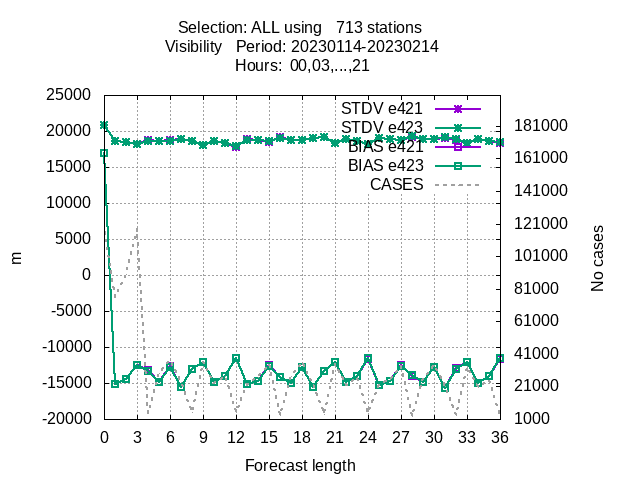 Selection: ALL using   713 stations
Visibility   Period: 20230114-20230214
Hours:  00,03,...,21
25000
20000
15000
10000
5000
0
-5000
-10000
-15000
-20000
m
STDV e421
STDV e423
BIAS e421
BIAS e423
CASES
181000
161000
141000
121000
101000
81000
61000
41000
21000
1000
No cases
0 3 6 9 12 15 18 21 24 27 30 33 36
Forecast length